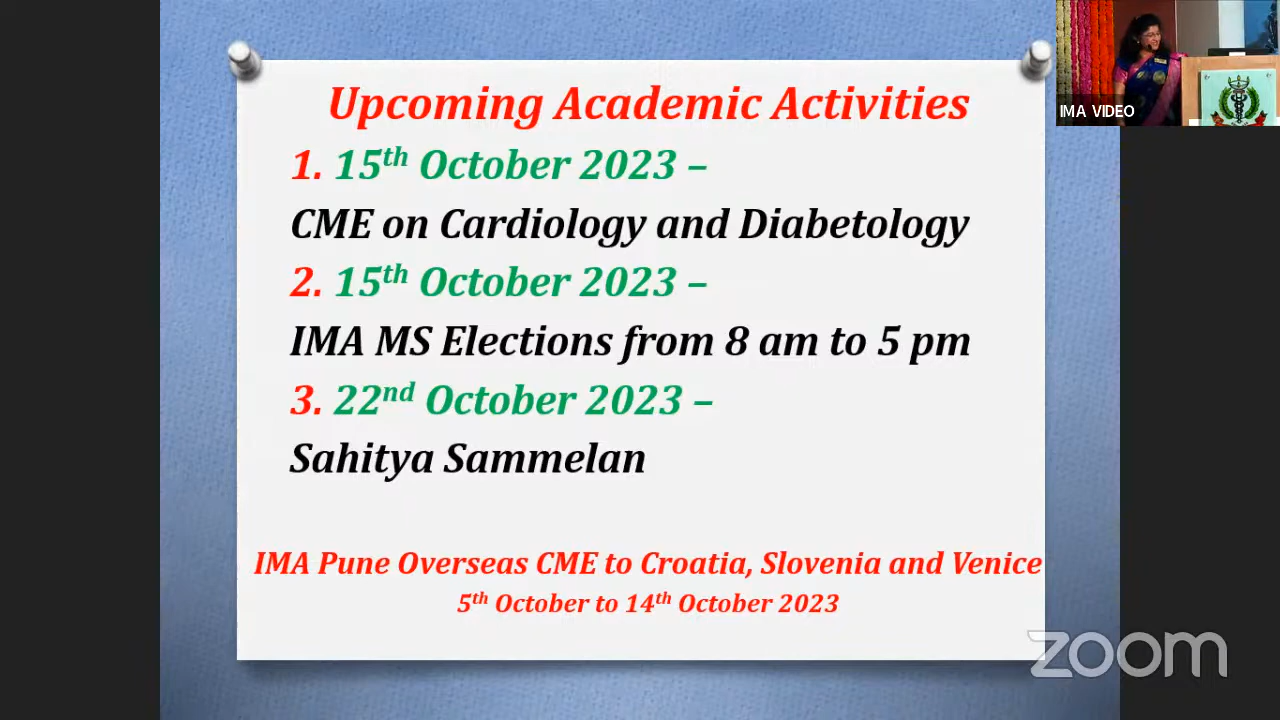 Upcoming Academic Activities
1. 15th October 2023 –
CME on Cardiology and Diabetology
2. 15th October 2023 –
IMA MS Elections from 8 am to 5 pm
3. 22nd October 2023 –
Sahitya Sammelan
IMA Pune Overseas CME to Croatia, Slovenia and Venice
5th October to 14th October 2023
IMA VIDEO
zoom